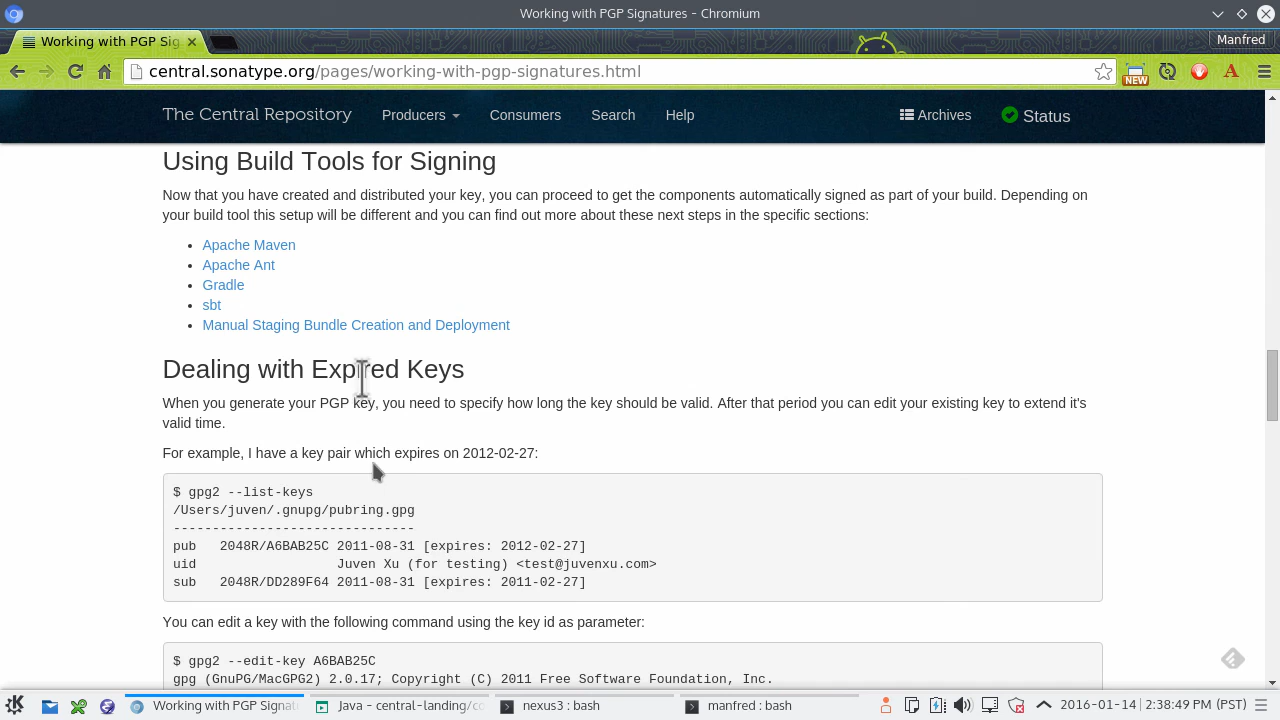 Working with PGP Signatures - Chromium
Working with PGP Sig
Manfred
central.sonatype.org/pages/working-with-pgp-signatures.html
NEW
A
The Central Repository Producers Consumers Search Help Archives Status
Using Build Tools for Signing
Now that you have created and distributed your key, you can proceed to get the components automatically signed as part of your build. Depending on
your build tool this setup will be different and you can find out more about these next steps in the specific sections:
• Apache Maven
• Apache Ant
• Gradle
• sbt
• Manual Staging Bundle Creation and Deployment
Dealing with Expired Keys
When you generate your PGP key, you need to specify how long the key should be valid. After that period you can edit your existing key to extend it's
valid time.
For example, I have a key pair which expires on 2012-02-27:
$ gpg2 --list-keys
/Users/juven/.gnupg/pubring.gpg
-------------------------------
pub   2048R/A6BAB25C 2011-08-31 [expires: 2012-02-27]
uid                  Juven Xu (for testing) <test@juvenxu.com>
sub   2048R/DD289F64 2011-08-31 [expires: 2011-02-27]
You can edit a key with the following command using the key id as parameter:
$ gpg2 --edit-key A6BAB25C
gpg (GnuPG/MacGPG2) 2.0.17; Copyright (C) 2011 Free Software Foundation, Inc.
Working with PGP Signat Java - central-landing/co nexus3 : bash manfred : bash 2016-01-14 2:38:49 PM (PST)